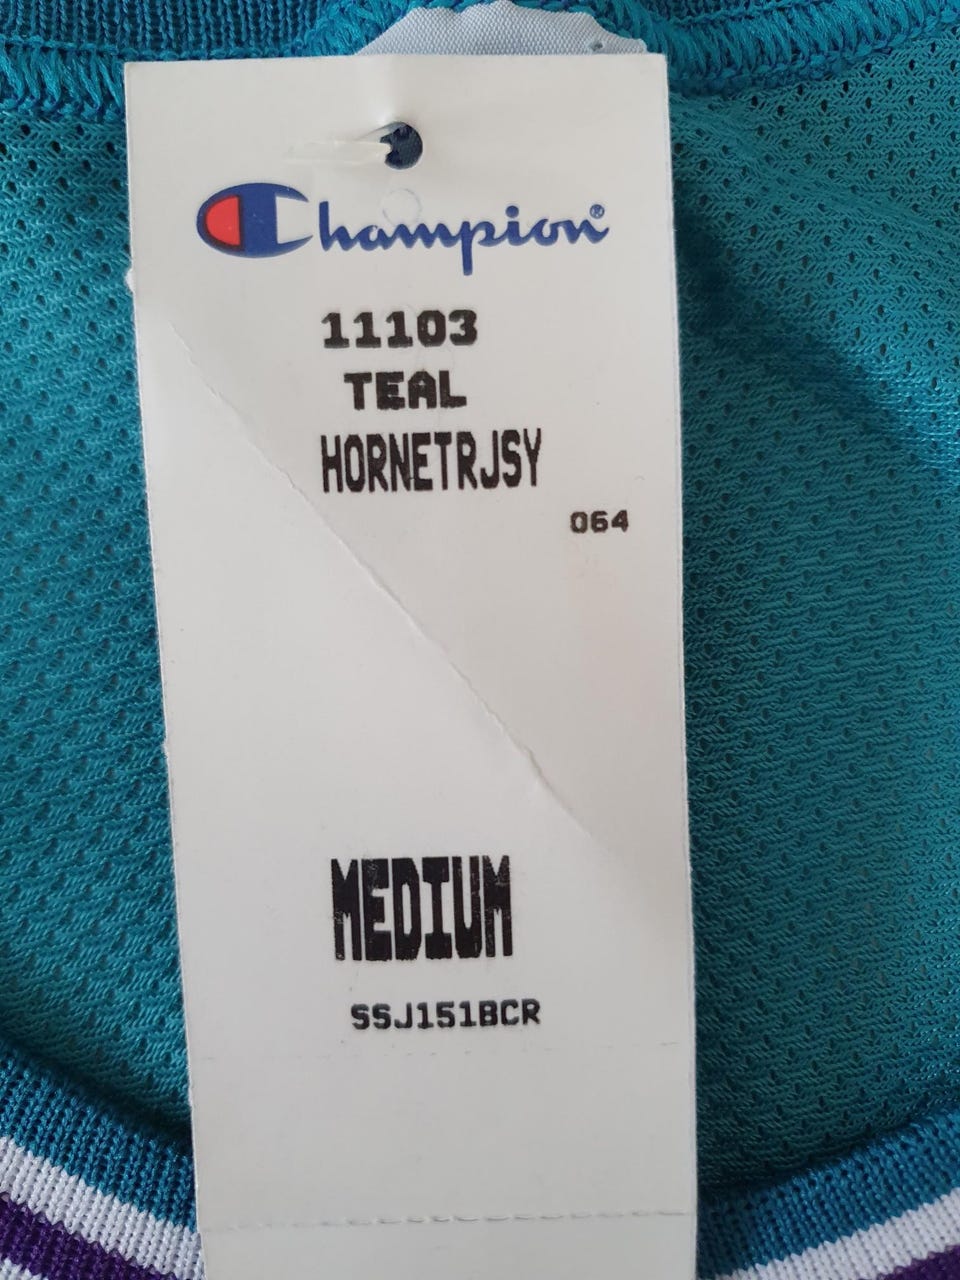 Champion®
11103
TEAL
HORNETRJSY
064
MEDIUM
SSJ151BCR